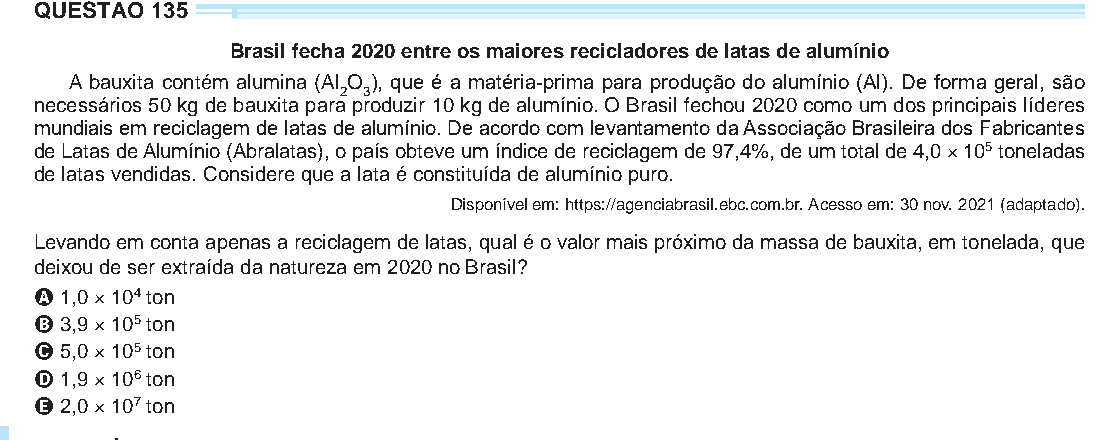 QUESTÃO 135
Brasil fecha 2020 entre os maiores recicladores de latas de alumínio
A bauxita contém alumina (Al₂O₃), que é a matéria-prima para produção do alumínio (Al). De forma geral, são
necessários 50 kg de bauxita para produzir 10 kg de alumínio. O Brasil fechou 2020 como um dos principais líderes
mundiais em reciclagem de latas de alumínio. De acordo com levantamento da Associação Brasileira dos Fabricantes
de Latas de Alumínio (Abralatas), o país obteve um índice de reciclagem de 97,4%, de um total de 4,0 × 10⁵ toneladas
de latas vendidas. Considere que a lata é constituída de alumínio puro.
Disponível em: https://agenciabrasil.ebc.com.br. Acesso em: 30 nov. 2021 (adaptado).
Levando em conta apenas a reciclagem de latas, qual é o valor mais próximo da massa de bauxita, em tonelada, que
deixou de ser extraída da natureza em 2020 no Brasil?
A 1,0 × 10⁴ ton
B 3,9 × 10⁵ ton
C 5,0 × 10⁵ ton
D 1,9 × 10⁶ ton
E 2,0 × 10⁷ ton